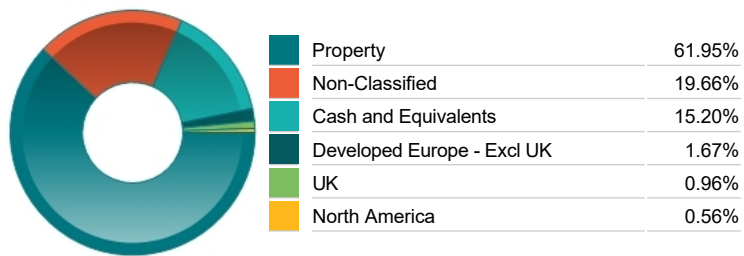 Property 61.95%
Non-Classified 19.66%
Cash and Equivalents 15.20%
Developed Europe - Excl UK 1.67%
UK 0.96%
North America 0.56%